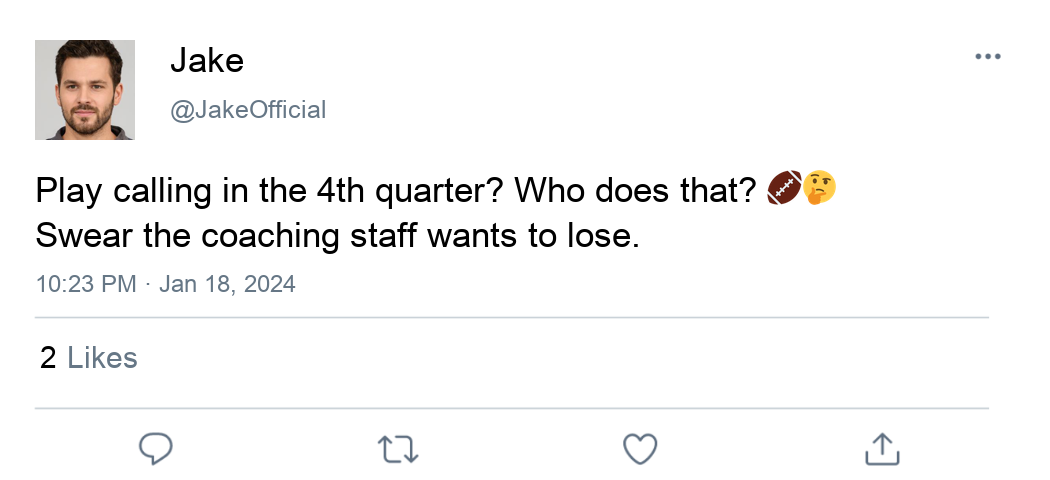 Jake
@JakeOfficial
Play calling in the 4th quarter? Who does that? 🏈🤔
Swear the coaching staff wants to lose.
10:23 PM · Jan 18, 2024
2 Likes